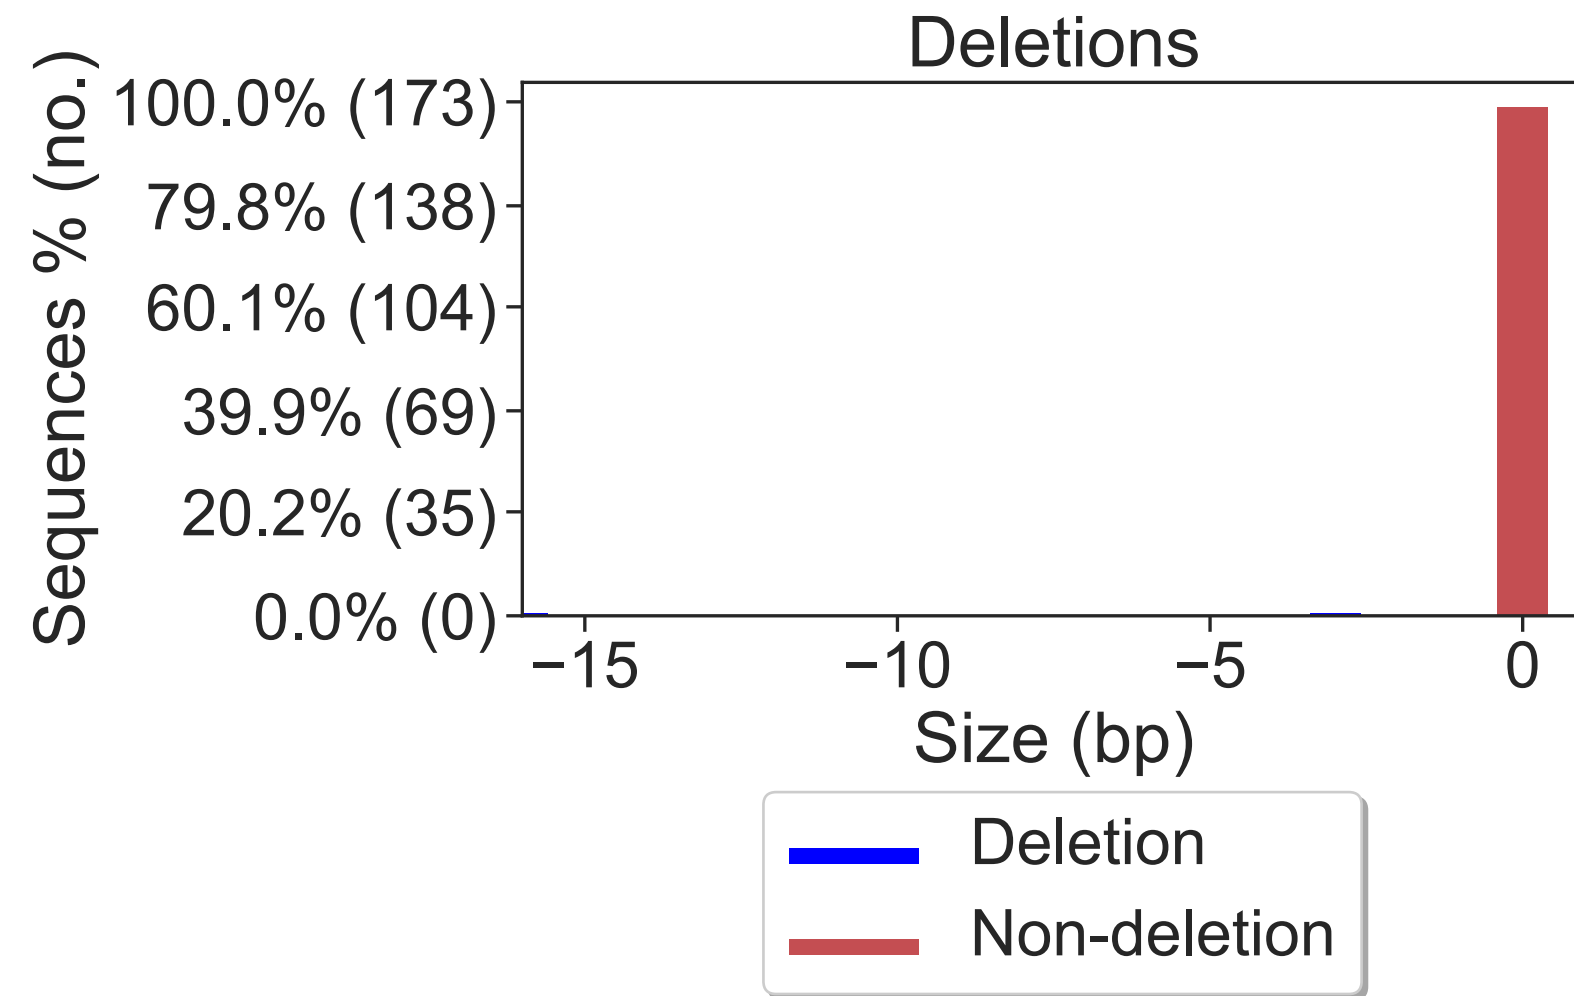 Deletions
Sequences % (no.)
100.0% (173)
79.8% (138)
60.1% (104)
39.9% (69)
20.2% (35)
0.0% (0)
−15 −10 −5 0
Size (bp)
Deletion
Non-deletion